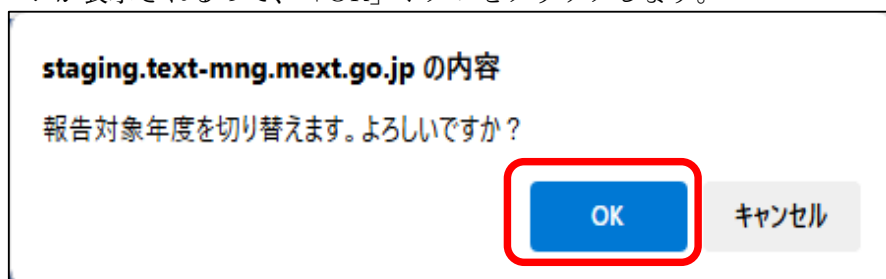 staging.text-mng.mext.go.jp の内容
報告対象年度を切り替えます。よろしいですか？
OK キャンセル